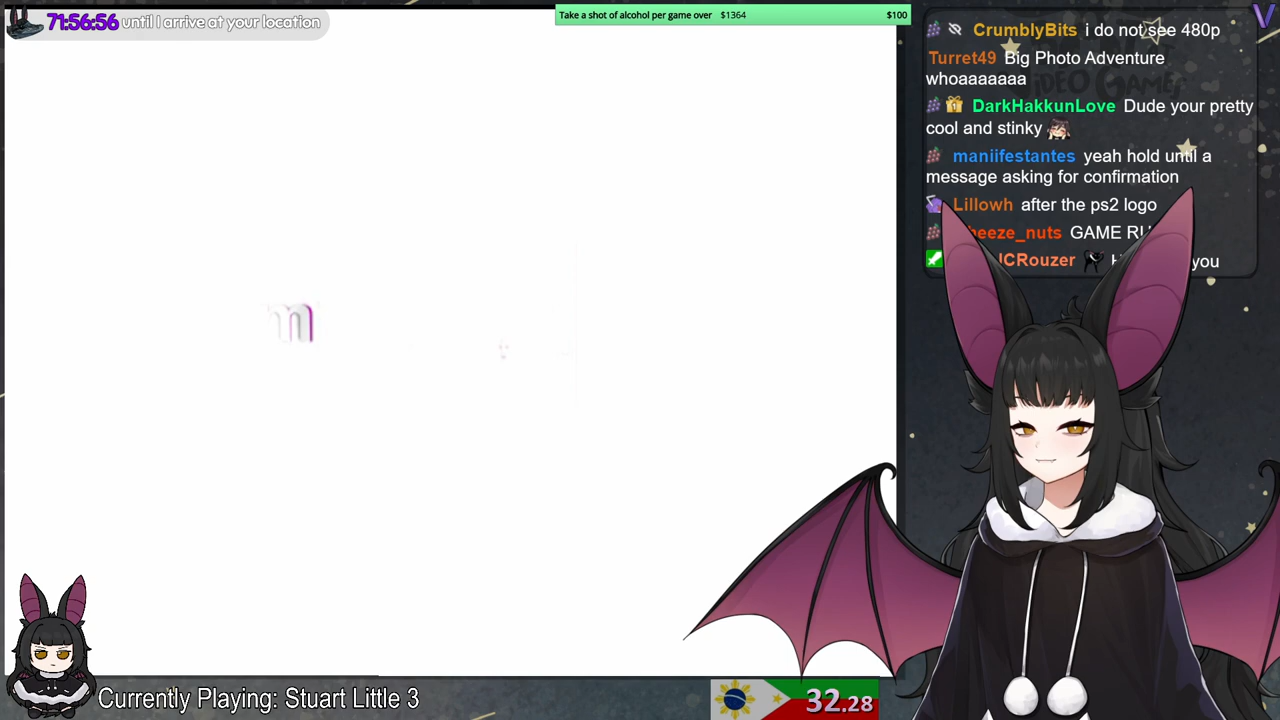 71:56:56 until I arrive at your location
Take a shot of alcohol per game over $1364 $100
CrumblyBits i do not see 480p
Turret49 Big Photo Adventure
whoaaaaaaa
DarkHakkunLove Dude your pretty
cool and stinky
maniifestantes yeah hold until a
message asking for confirmation
Lillowh after the ps2 logo
heeze_nuts GAME RU
ICRouzer H you
m
Currently Playing: Stuart Little 3
32.28